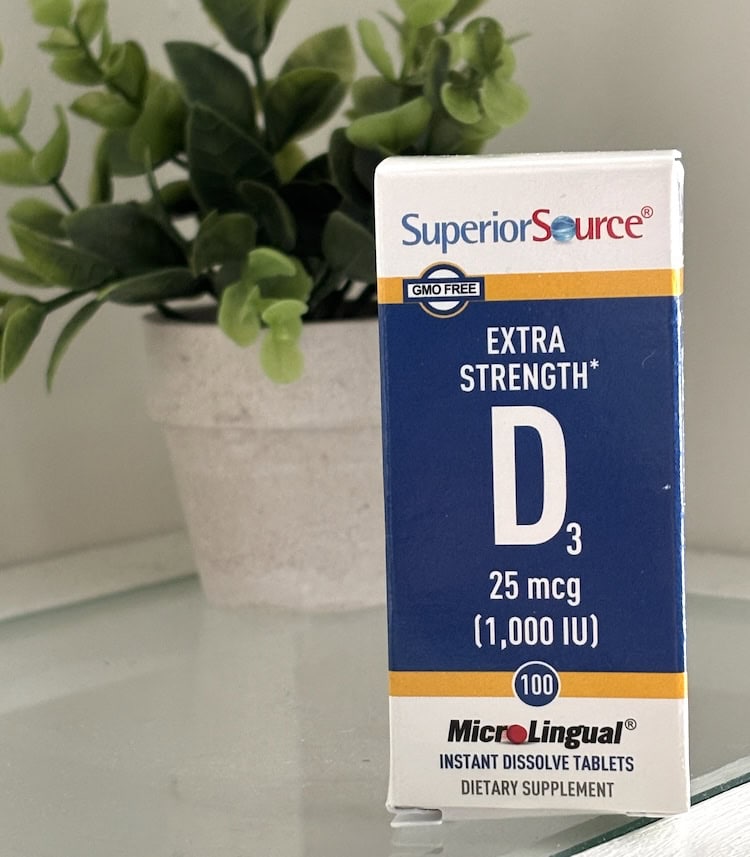 SuperiorSource®
GMO FREE
EXTRA
STRENGTH*
D3
25 mcg
(1,000 IU)
100
MicroLingual®
INSTANT DISSOLVE TABLETS
DIETARY SUPPLEMENT